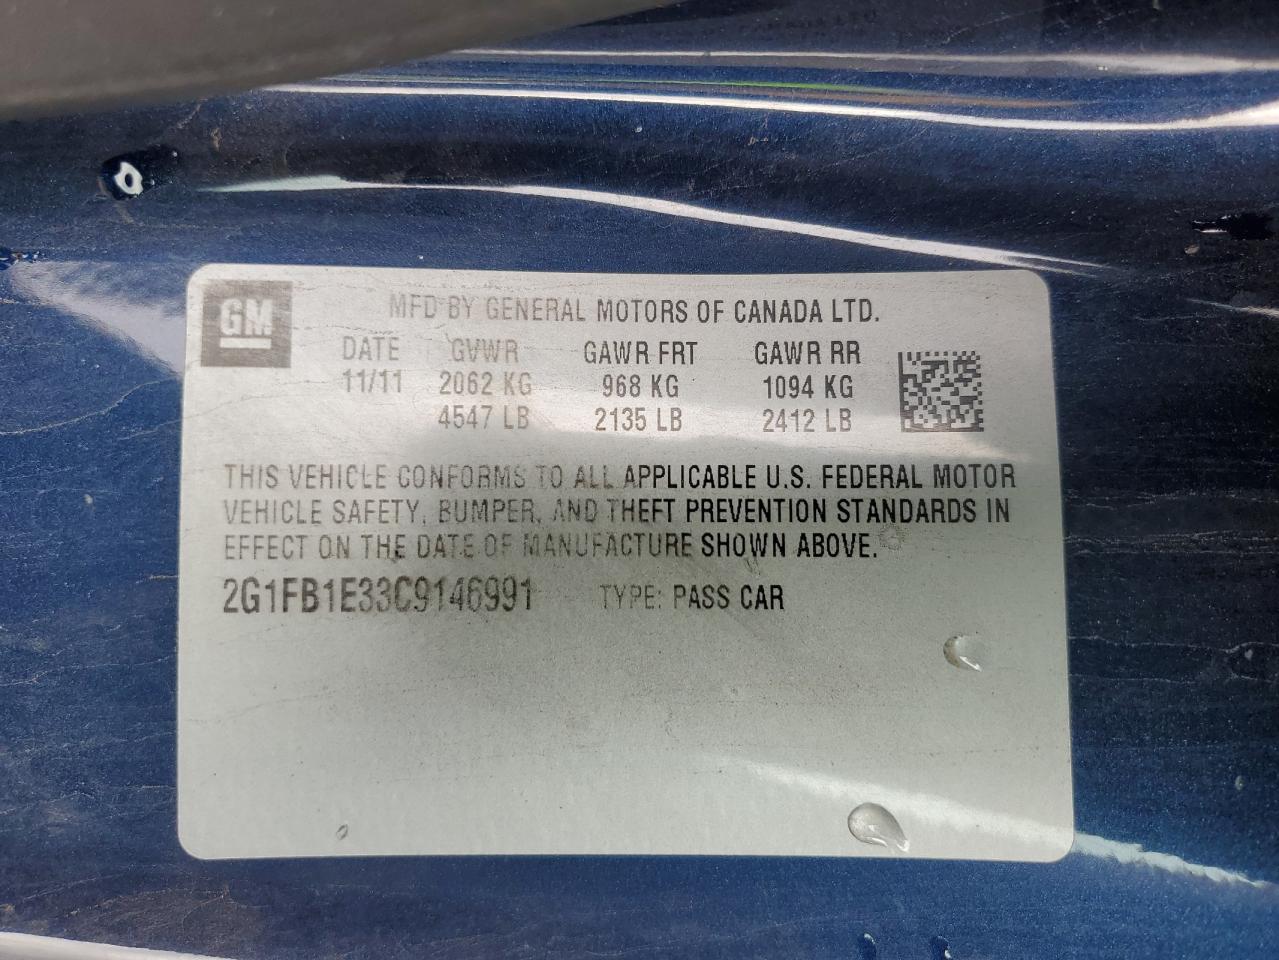 GM
MFD BY GENERAL MOTORS OF CANADA LTD.
DATE GVWR GAWR FRT GAWR RR
11/11 2062 KG 968 KG 1094 KG
4547 LB 2135 LB 2412 LB
THIS VEHICLE CONFORMS TO ALL APPLICABLE U.S. FEDERAL MOTOR
VEHICLE SAFETY, BUMPER, AND THEFT PREVENTION STANDARDS IN
EFFECT ON THE DATE OF MANUFACTURE SHOWN ABOVE.
2G1FB1E33C9146991 TYPE: PASS CAR